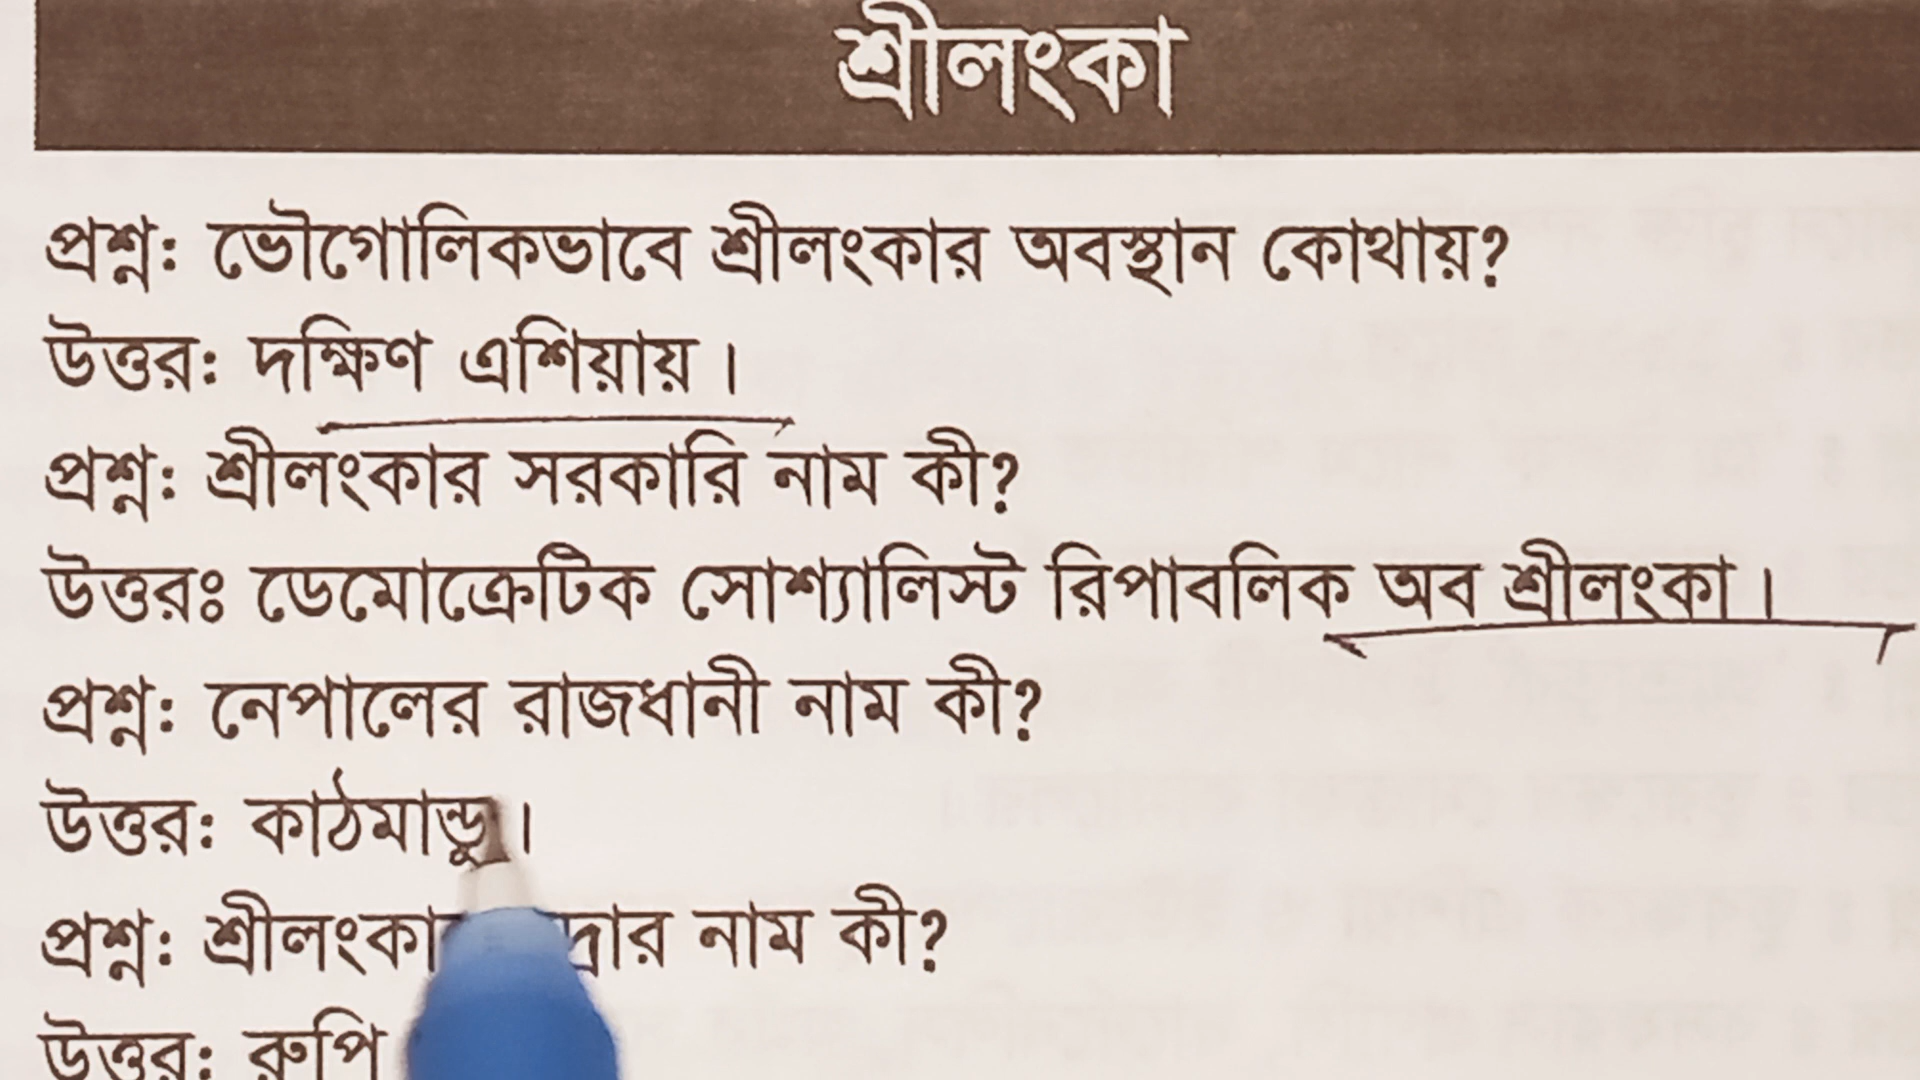 শ্রীলংকা
প্রশ্ন: ভৌগোলিকভাবে শ্রীলংকার অবস্থান কোথায়?
উত্তর: দক্ষিণ এশিয়ায়।
প্রশ্ন: শ্রীলংকার সরকারি নাম কী?
উত্তরঃ ডেমোক্রেটিক সোশ্যালিস্ট রিপাবলিক অব শ্রীলংকা।
প্রশ্ন: নেপালের রাজধানী নাম কী?
উত্তর: কাঠমান্ডু।
প্রশ্ন: নাম কী?
উত্তর: রুপি